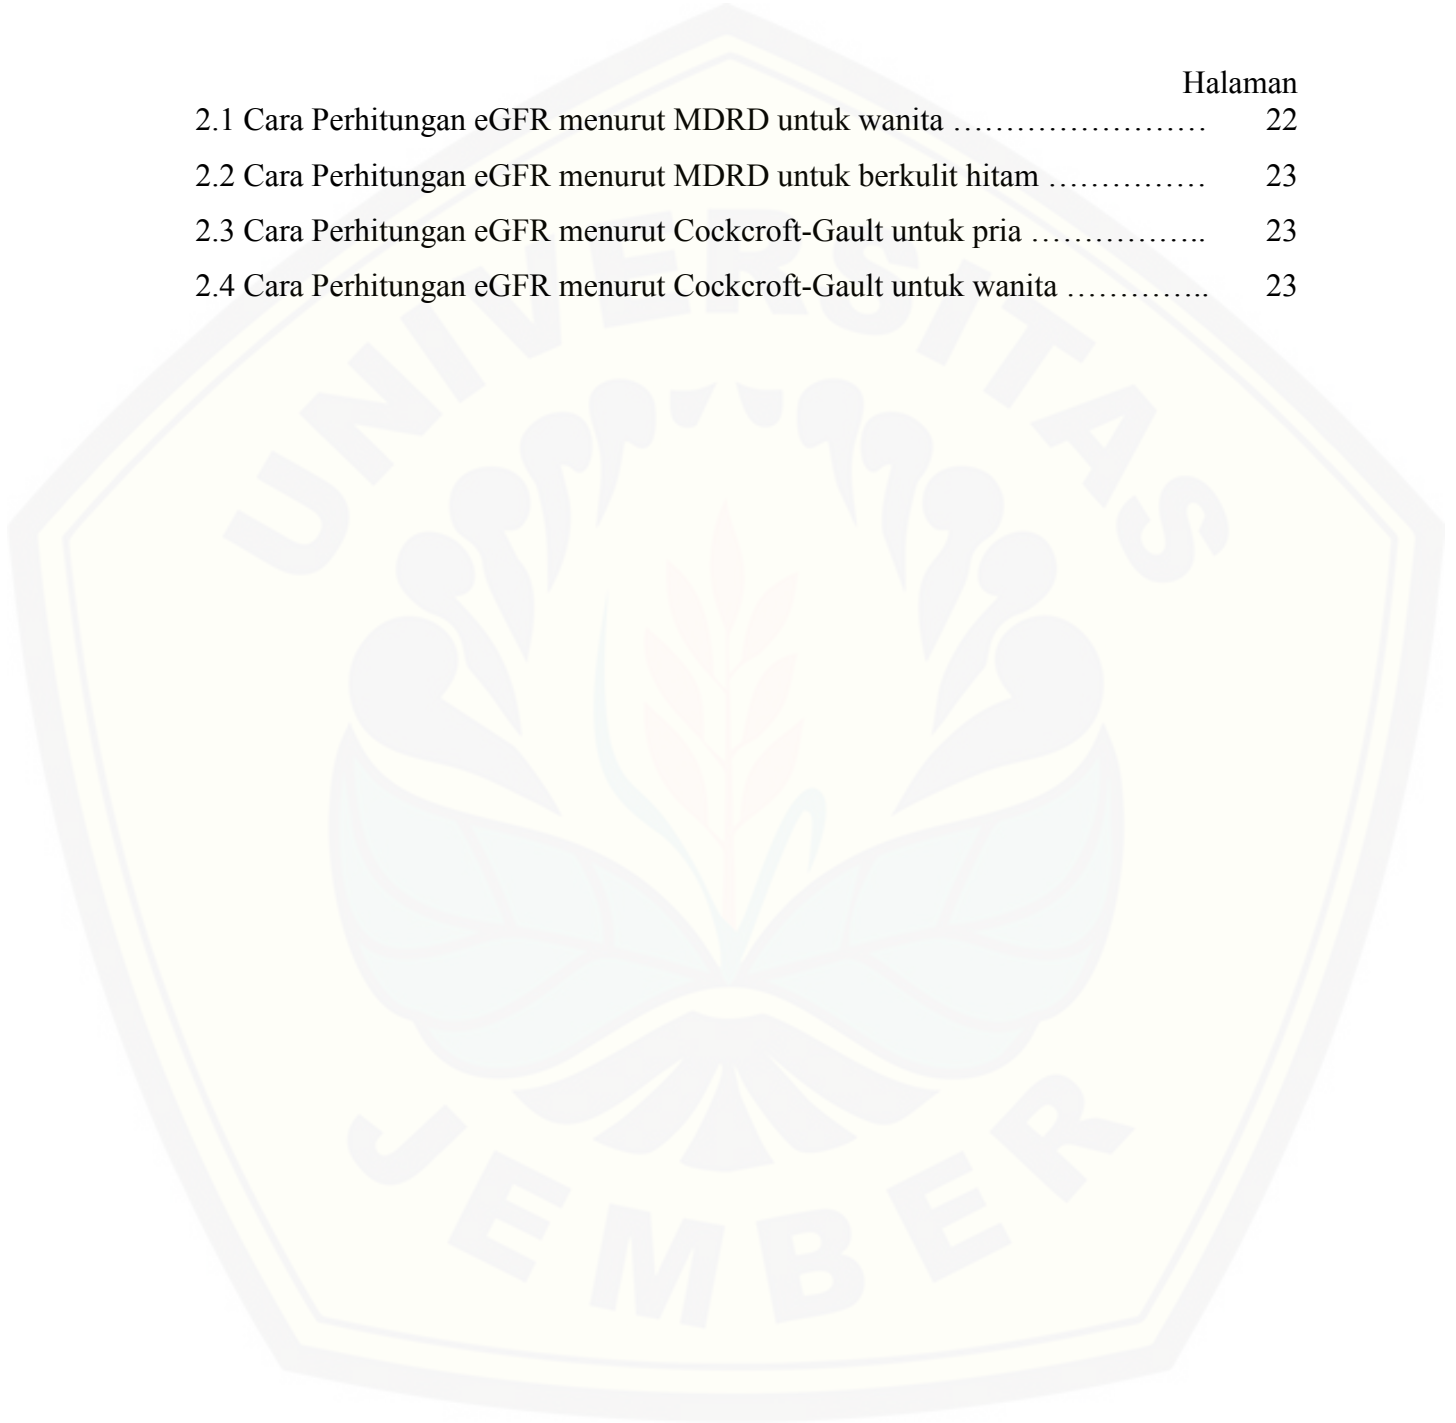 Halaman
2.1 Cara Perhitungan eGFR menurut MDRD untuk wanita …………………… 22
2.2 Cara Perhitungan eGFR menurut MDRD untuk berkulit hitam …………… 23
2.3 Cara Perhitungan eGFR menurut Cockcroft-Gault untuk pria …………….. 23
2.4 Cara Perhitungan eGFR menurut Cockcroft-Gault untuk wanita ………….. 23
UNIVERSITAS
JEMBER